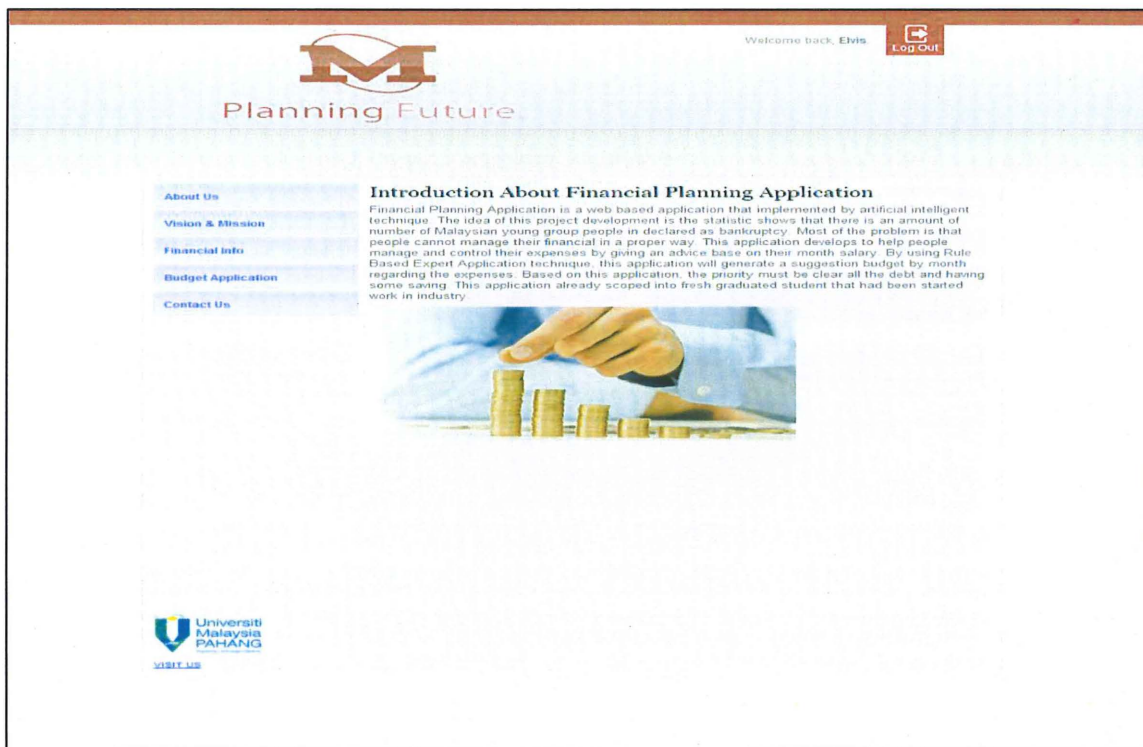 Welcome back, Elvis
Log Out
M
Planning Future
About Us
Vision & Mission
Financial Info
Budget Application
Contact Us
Introduction About Financial Planning Application
Financial Planning Application is a web based application that implemented by artificial intelligent
technique. The idea of this project development is the statistic shows that there is an amount of
number of Malaysian young group people in declared as bankruptcy. Most of the problem is that
people cannot manage their financial in a proper way. This application develops to help people
manage and control their expenses by giving an advice base on their month salary. By using Rule
Based Expert Application technique, this application will generate a suggestion budget by month
regarding the expenses. Based on this application, the priority must be clear all the debt and having
some saving. This application already scoped into fresh graduated student that had been started
work in industry
Universiti
Malaysia
PAHANG
VISIT US